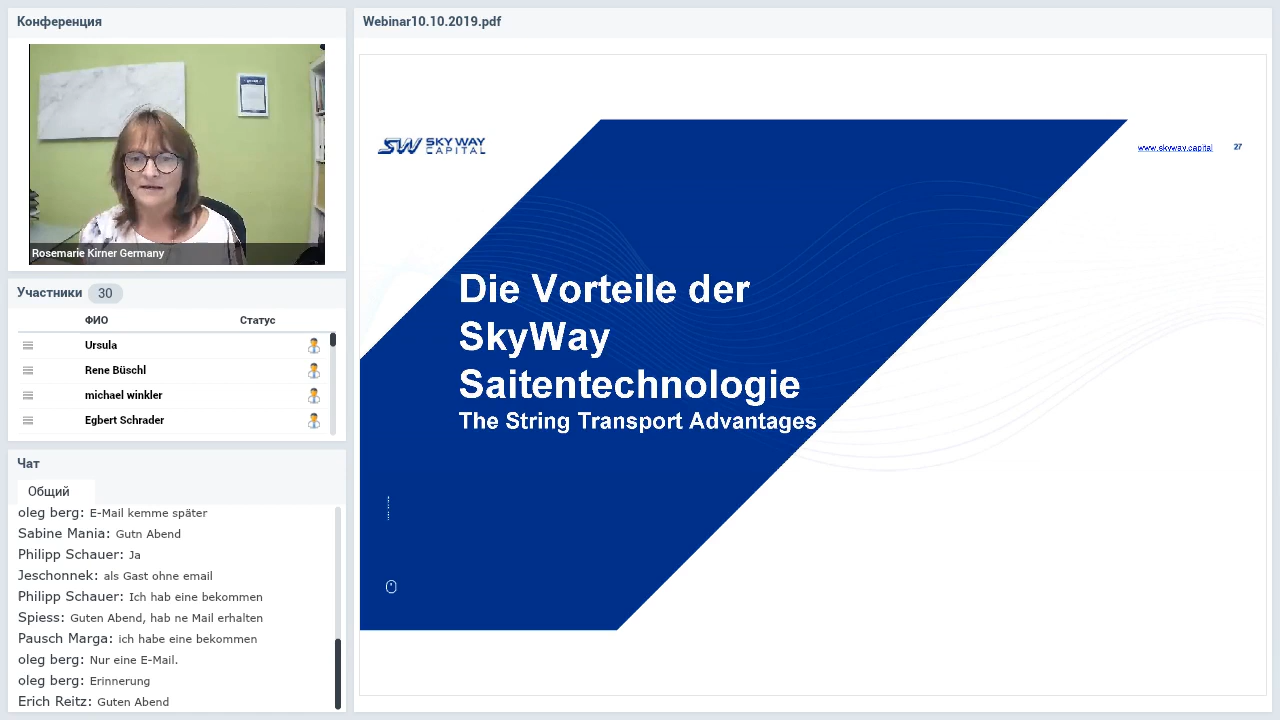 Конференция
Rosemarie Kirner Germany
Участники 30
ФИО Статус
Ursula
Rene Büschl
michael winkler
Egbert Schrader
Чат
Общий
oleg berg: E-Mail kemme später
Sabine Mania: Gutn Abend
Philipp Schauer: Ja
Jeschonnek: als Gast ohne email
Philipp Schauer: Ich hab eine bekommen
Spiess: Guten Abend, hab ne Mail erhalten
Pausch Marga: ich habe eine bekommen
oleg berg: Nur eine E-Mail.
oleg berg: Erinnerung
Erich Reitz: Guten Abend
Webinar10.10.2019.pdf
SW SKY WAY
CAPITAL
www.skyway.capital 27
Die Vorteile der
SkyWay
Saitentechnologie
The String Transport Advantages